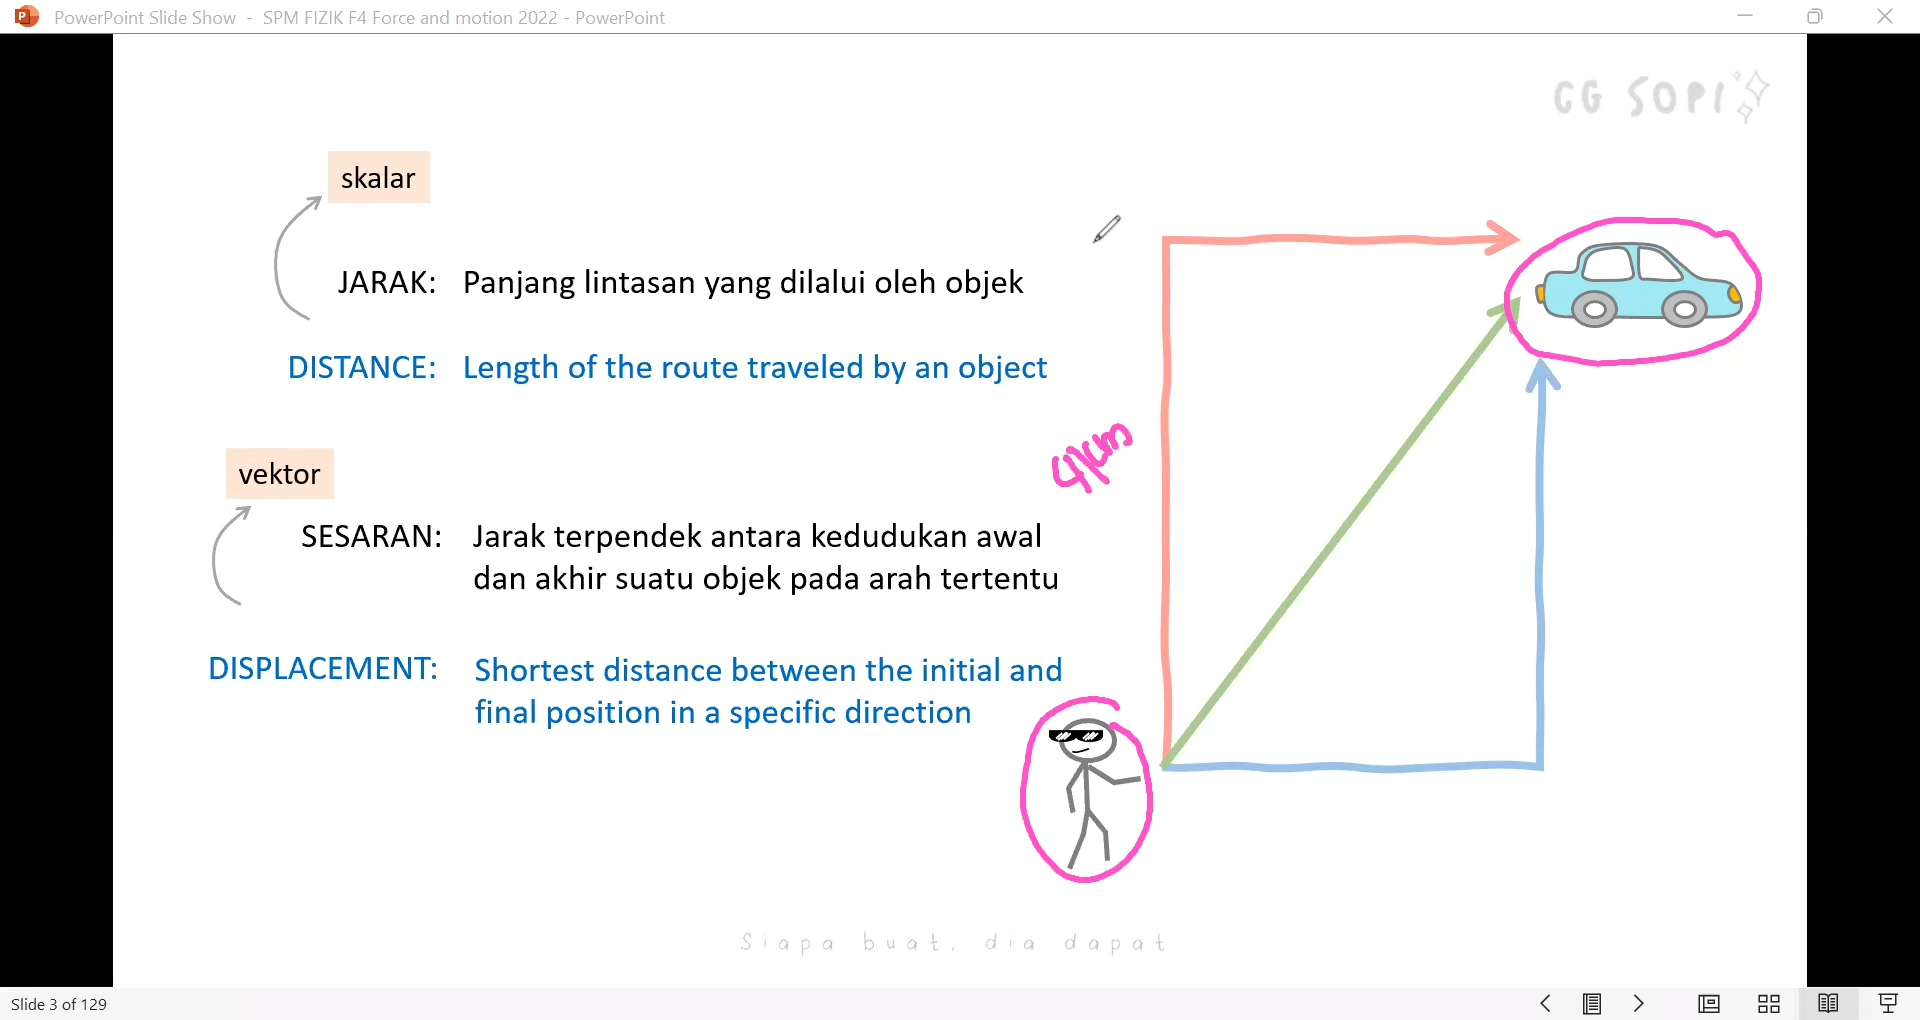 PowerPoint Slide Show - SPM FIZIK F4 Force and motion 2022 - PowerPoint
CG SOPI
skalar
JARAK: Panjang lintasan yang dilalui oleh objek
DISTANCE: Length of the route traveled by an object
4km
vektor
SESARAN: Jarak terpendek antara kedudukan awal
dan akhir suatu objek pada arah tertentu
DISPLACEMENT: Shortest distance between the initial and
final position in a specific direction
Siapa buat, dia dapat
Slide 3 of 129